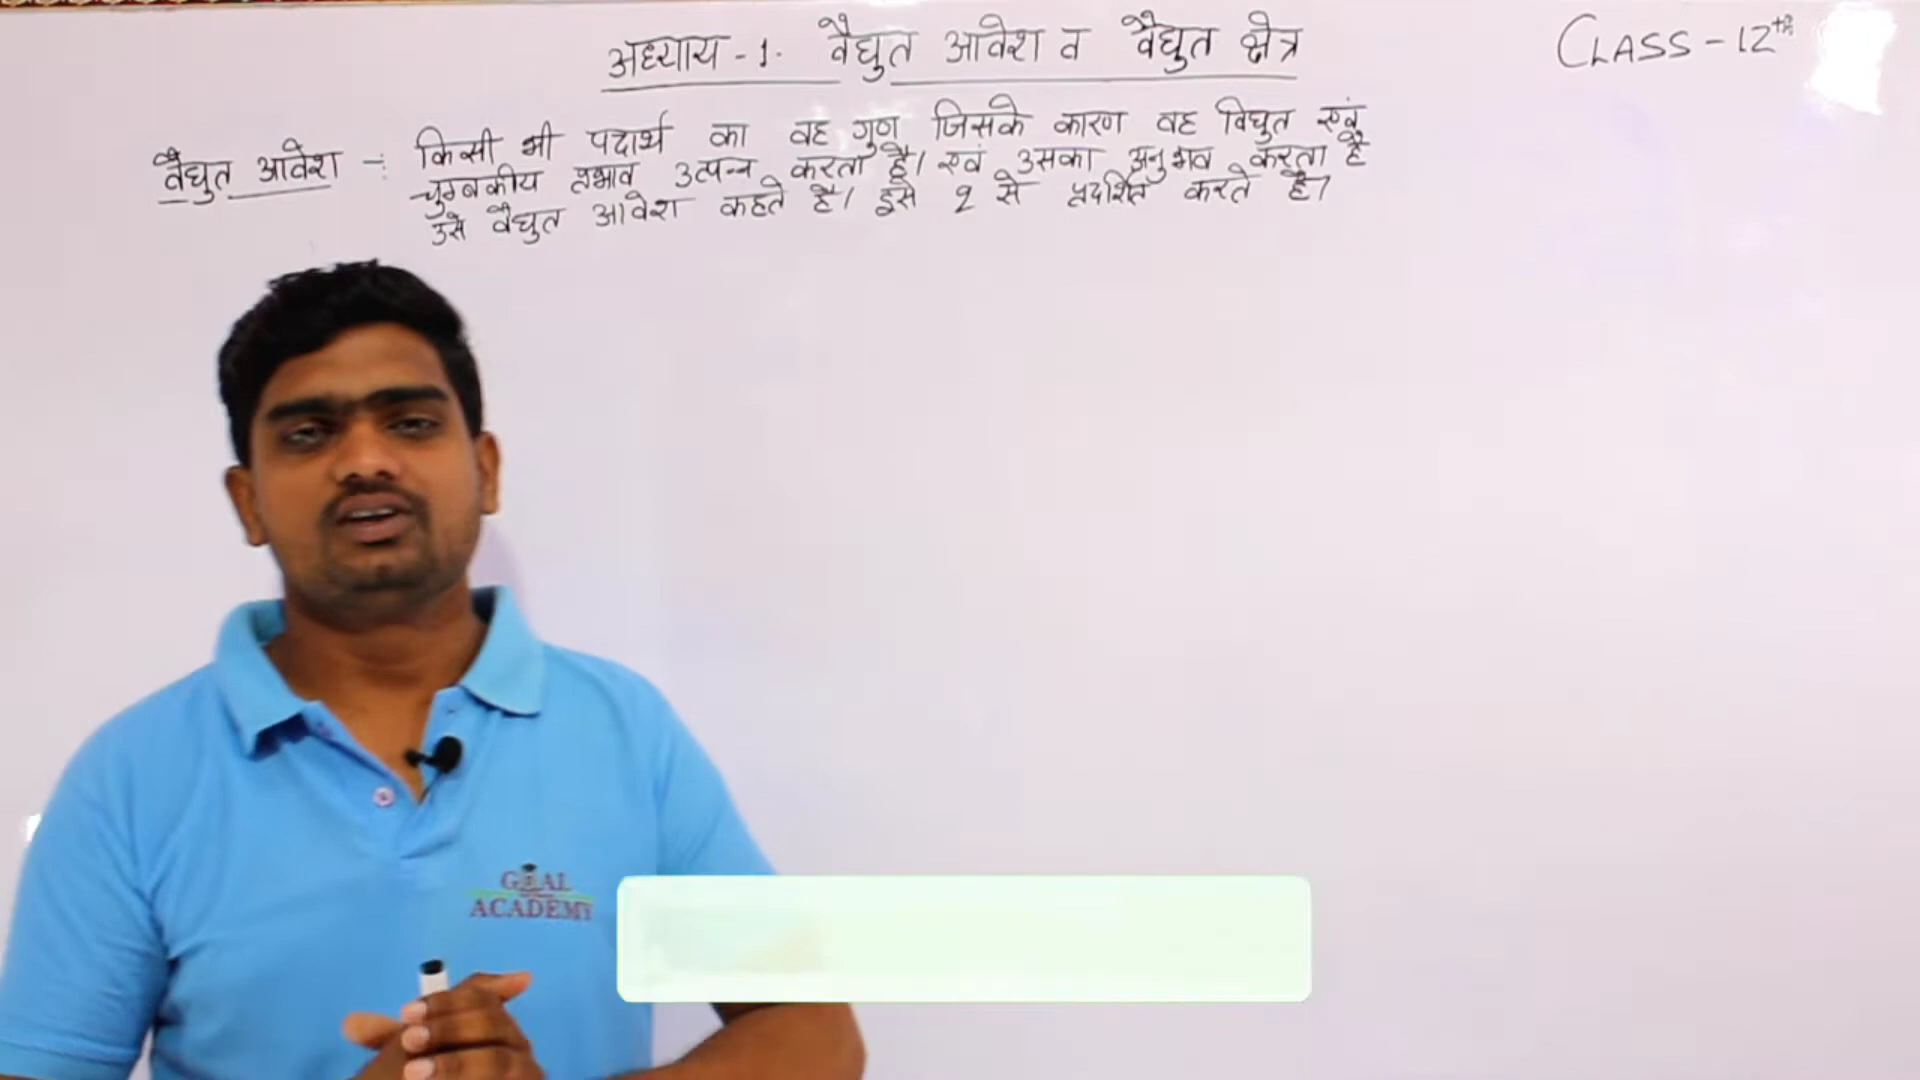 अध्याय - 1. वैद्युत आवेश व वैद्युत क्षेत्र
CLASS - 12th
वैद्युत आवेश -: किसी भी पदार्थ का वह गुण जिसके कारण वह विद्युत एवं
चुम्बकीय प्रभाव उत्पन्न करता है। एवं उसका अनुभव करता है
उसे वैद्युत आवेश कहते है। इसे q से प्रदर्शित करते है।
GOAL
ACADEMY